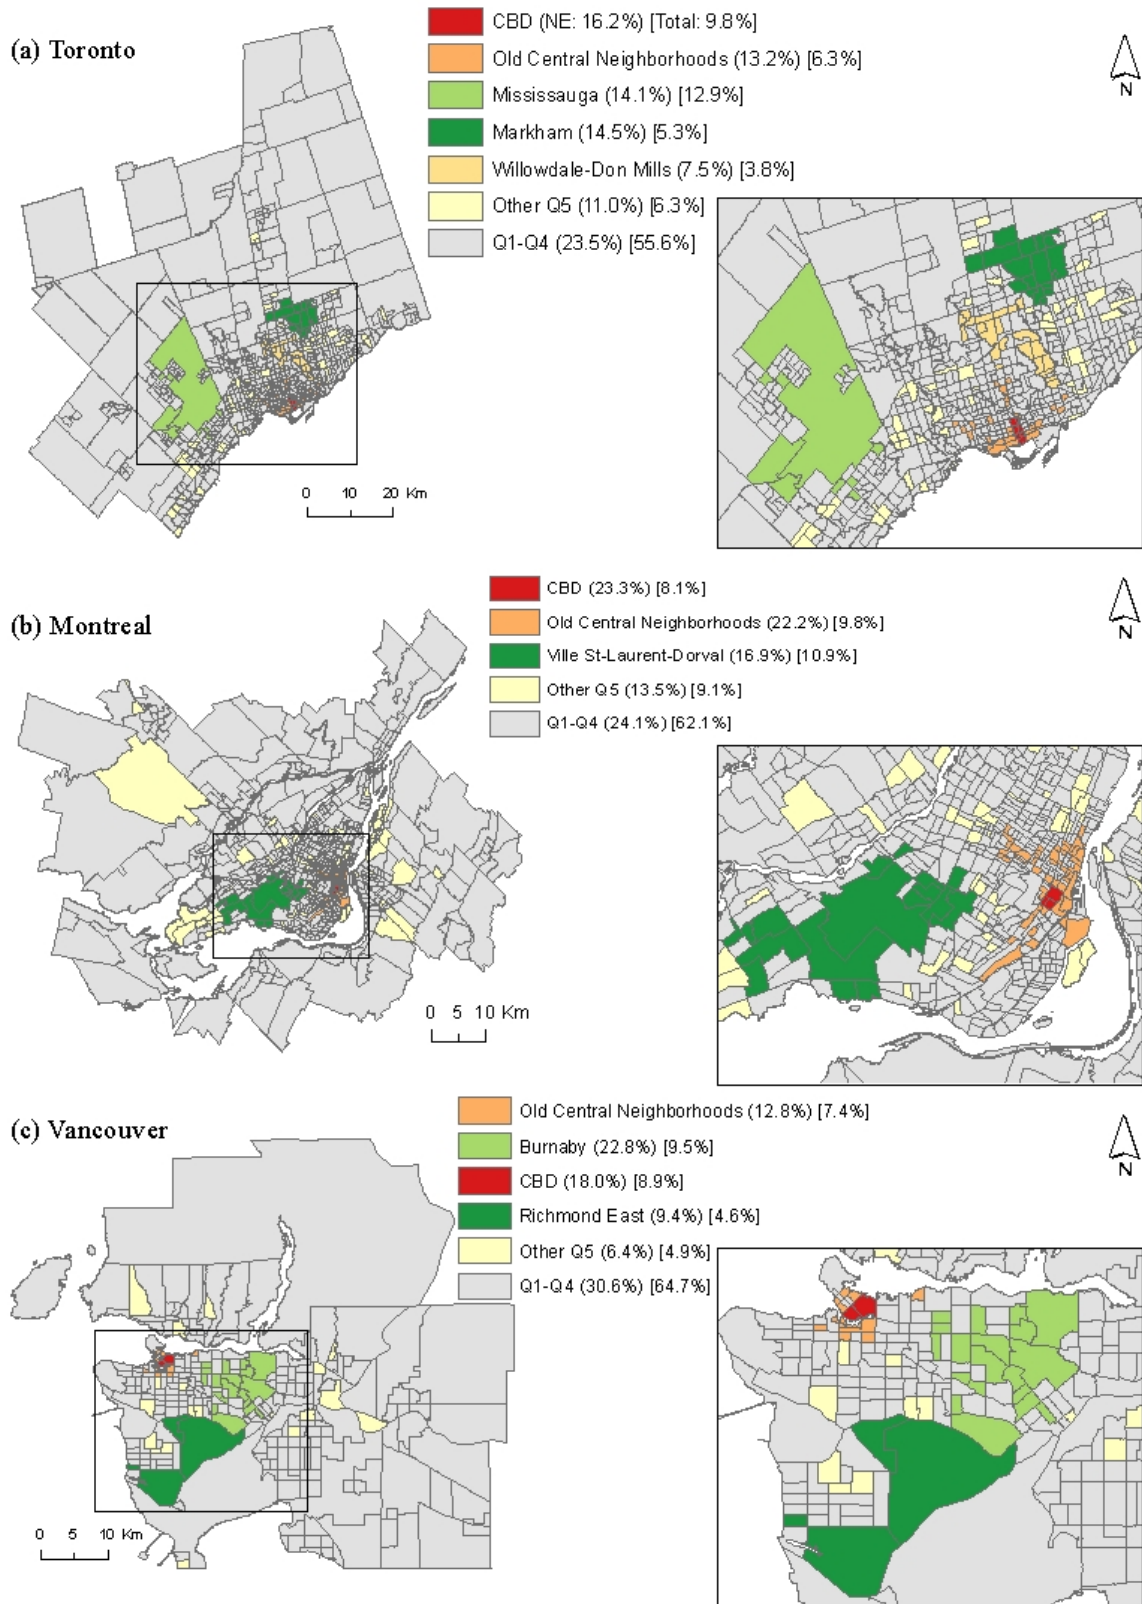 (a) Toronto
CBD (NE: 16.2%) [Total: 9.8%]
Old Central Neighborhoods (13.2%) [6.3%]
Mississauga (14.1%) [12.9%]
Markham (14.5%) [5.3%]
Willowdale-Don Mills (7.5%) [3.8%]
Other Q5 (11.0%) [6.3%]
Q1-Q4 (23.5%) [55.6%]
N
0 10 20 Km
(b) Montreal
CBD (23.3%) [8.1%]
Old Central Neighborhoods (22.2%) [9.8%]
Ville St-Laurent-Dorval (16.9%) [10.9%]
Other Q5 (13.5%) [9.1%]
Q1-Q4 (24.1%) [62.1%]
N
0 5 10 Km
(c) Vancouver
Old Central Neighborhoods (12.8%) [7.4%]
Burnaby (22.8%) [9.5%]
CBD (18.0%) [8.9%]
Richmond East (9.4%) [4.6%]
Other Q5 (6.4%) [4.9%]
Q1-Q4 (30.6%) [64.7%]
N
0 5 10 Km